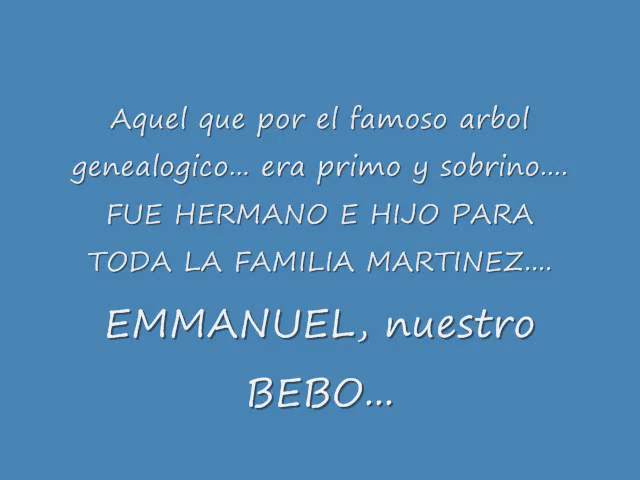 Aquel que por el famoso arbol
genealogico... era primo y sobrino....
FUE HERMANO E HIJO PARA
TODA LA FAMILIA MARTINEZ....
EMMANUEL, nuestro
BEBO...